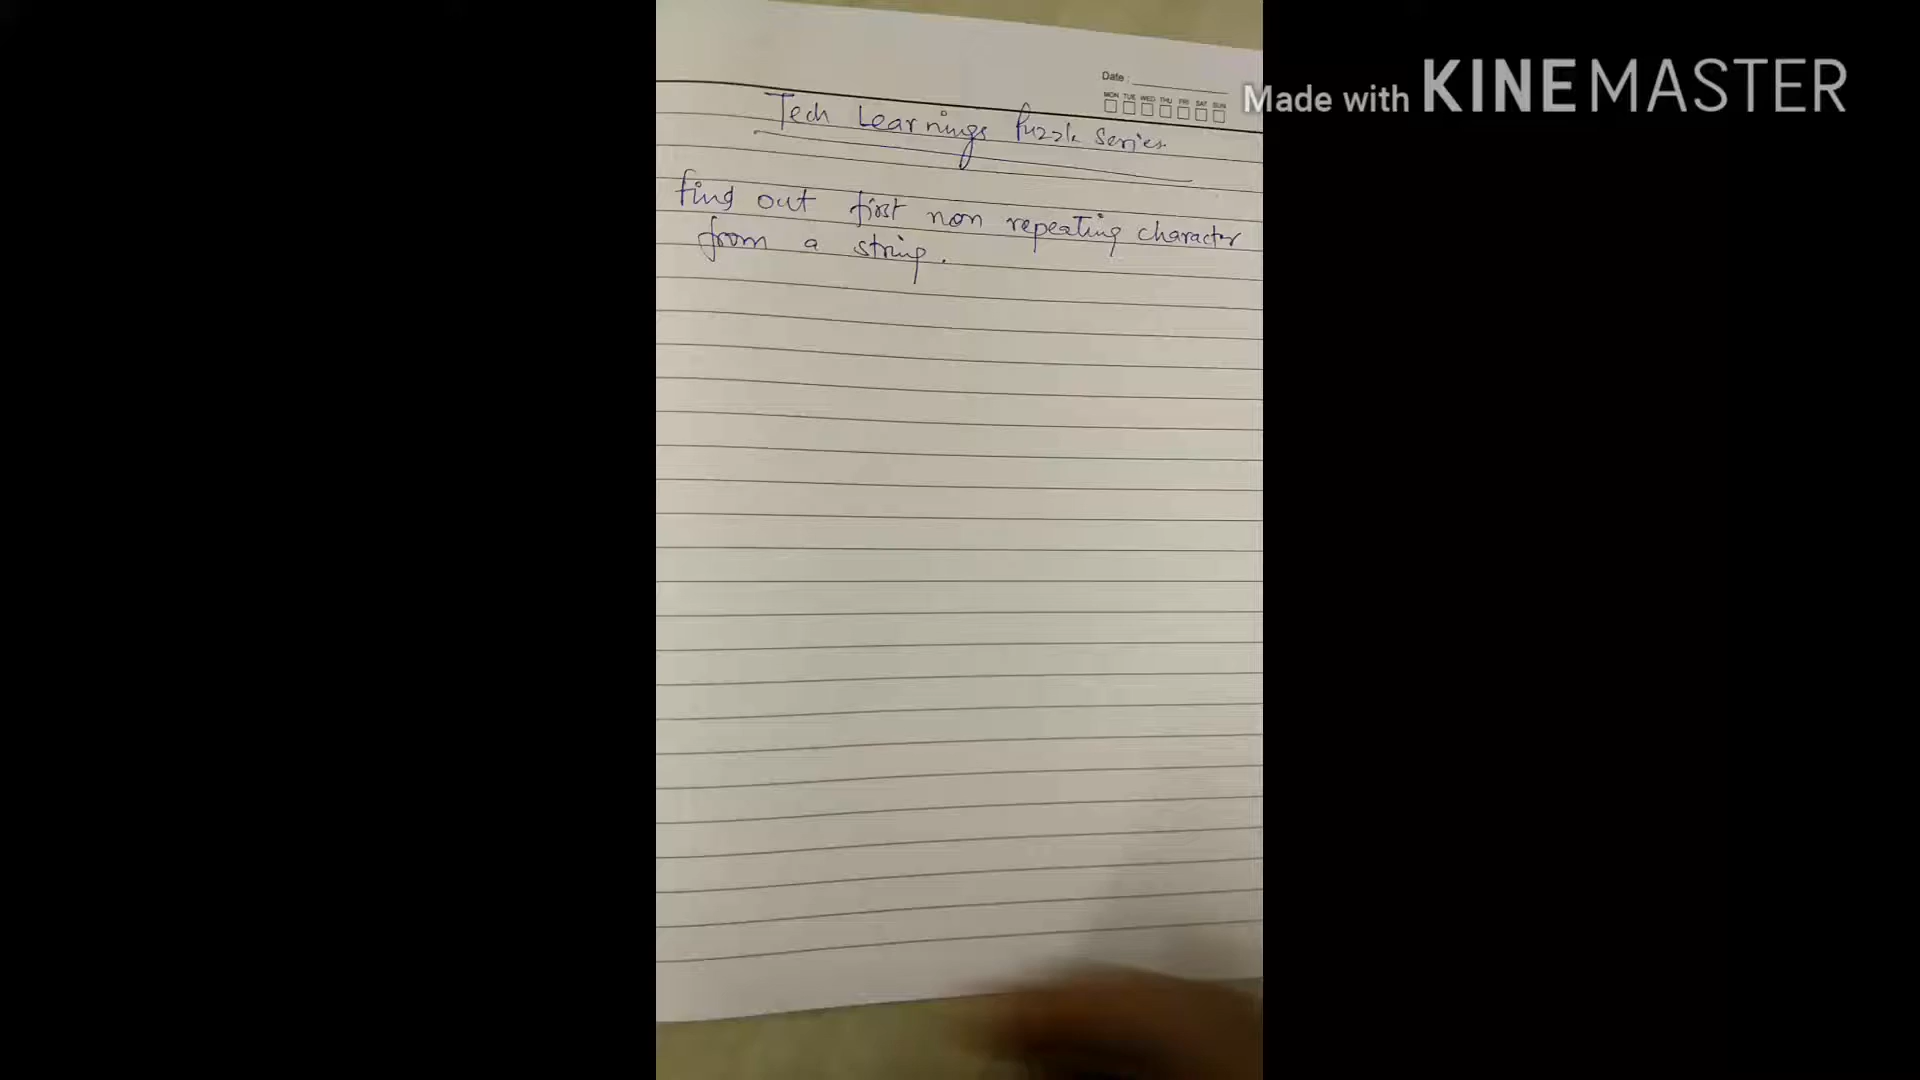 Date :
MON TUE WED THU FRI SAT SUN
Made with KINEMASTER
Tech Learnings Puzzle Series
Find out first non repeating character
from a string.